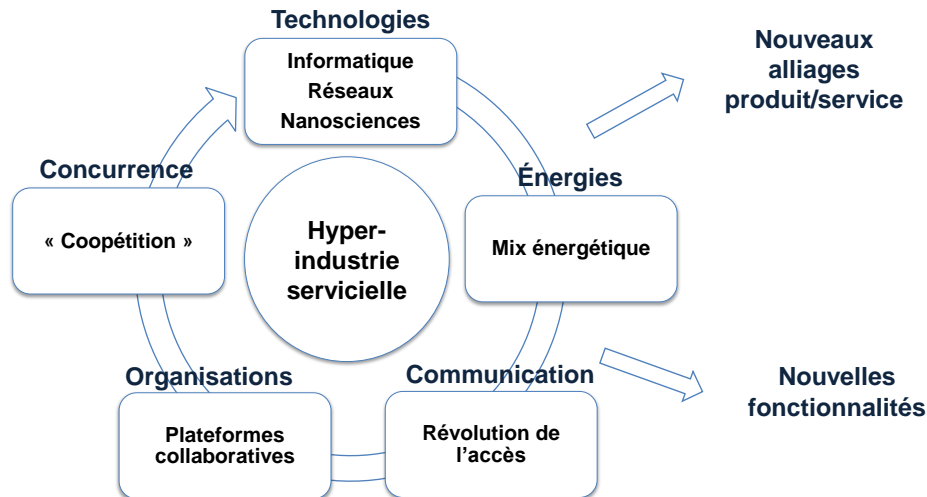 Technologies
Informatique
Réseaux
Nanosciences
Nouveaux
alliages
produit/service
Concurrence
« Coopétition »
Hyper-
industrie
servicielle
Énergies
Mix énergétique
Organisations
Plateformes
collaboratives
Communication
Révolution de
l'accès
Nouvelles
fonctionnalités